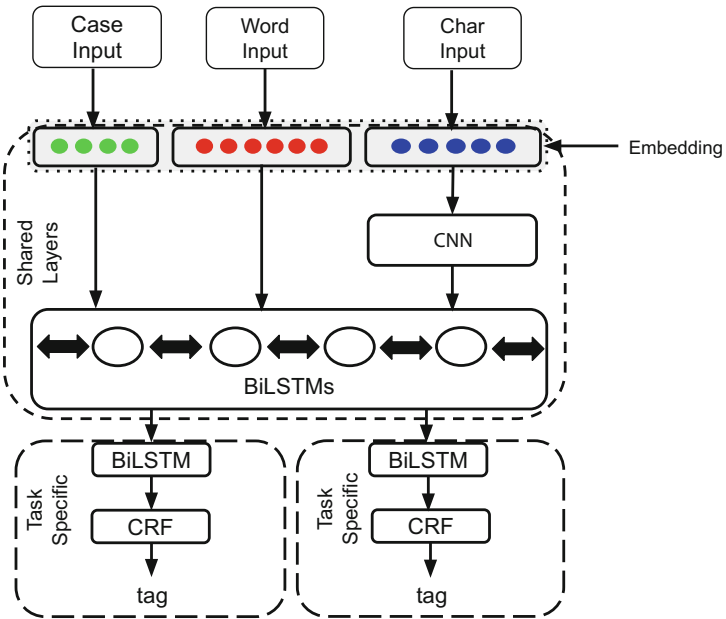 Case
Input
Word
Input
Char
Input
Embedding
Shared
Layers
CNN
BiLSTMs
Task
Specific
BiLSTM
CRF
tag
Task
Specific
BiLSTM
CRF
tag